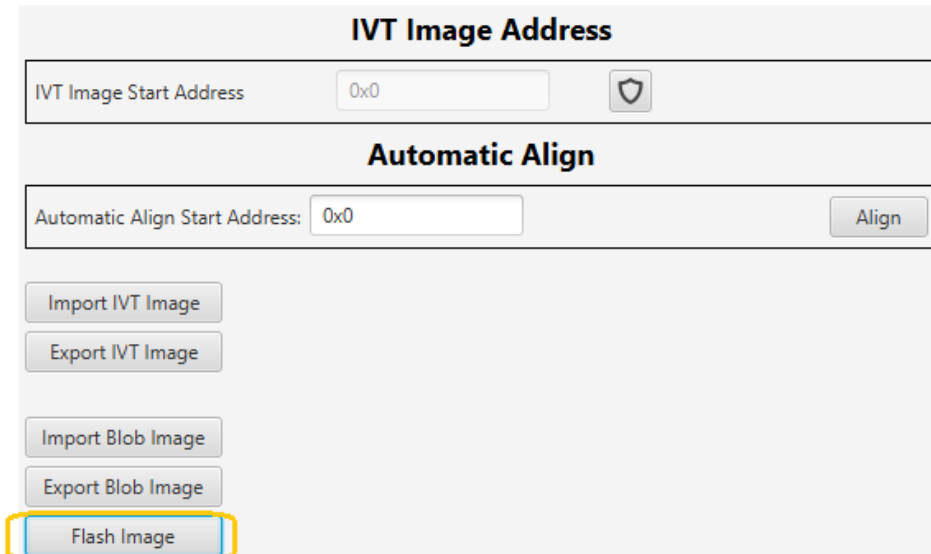 IVT Image Address
IVT Image Start Address 0x0
Automatic Align
Automatic Align Start Address: 0x0 Align
Import IVT Image
Export IVT Image
Import Blob Image
Export Blob Image
Flash Image